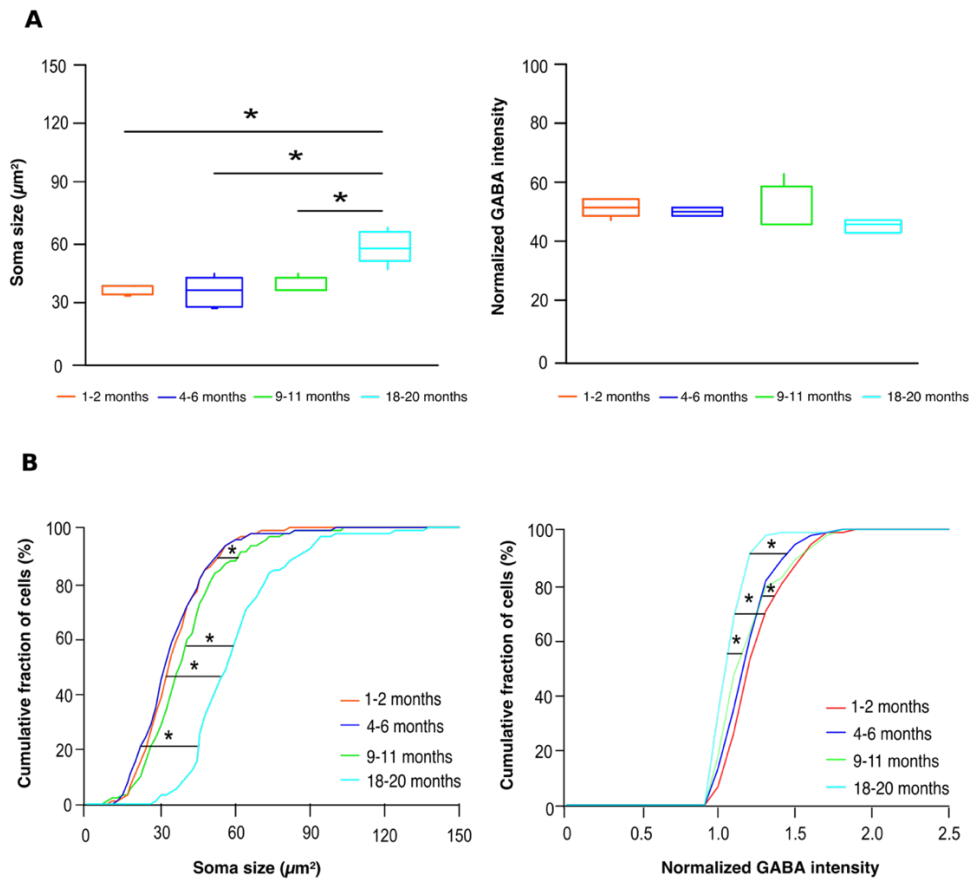 A
Soma size (µm²)
150
120
90
60
30
0
*
*
*
1-2 months 4-6 months 9-11 months 18-20 months
Normalized GABA intensity
100
80
60
40
20
0
1-2 months 4-6 months 9-11 months 18-20 months
B
Cumulative fraction of cells (%)
100
80
60
40
20
0
*
*
*
*
1-2 months
4-6 months
9-11 months
18-20 months
0 30 60 90 120 150
Soma size (µm²)
Cumulative fraction of cells (%)
100
80
60
40
20
0
*
*
*
*
1-2 months
4-6 months
9-11 months
18-20 months
0 0.5 1.0 1.5 2.0 2.5
Normalized GABA intensity